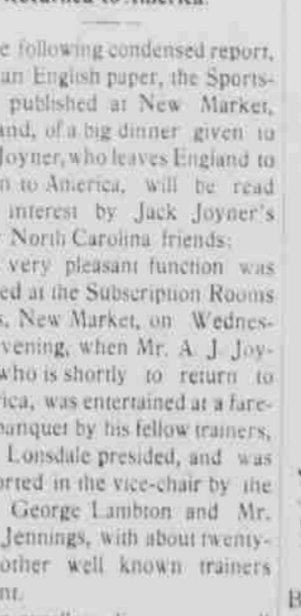 Returned to America.
e following condensed report,
an English paper, the Sports-
published at New Market,
and, of a big dinner given to
Joyner, who leaves England to
n to America, will be read
interest by Jack Joyner's
North Carolina friends:
very pleasant function was
ed at the Subscription Rooms
s, New Market, on Wednes-
vening, when Mr. A. J. Joy-
who is shortly to return to
rica, was entertained at a fare-
banquet by his fellow trainers,
Lonsdale presided, and was
orted in the vice-chair by the
George Lambton and Mr.
Jennings, with about twenty-
other well known trainers
nt.